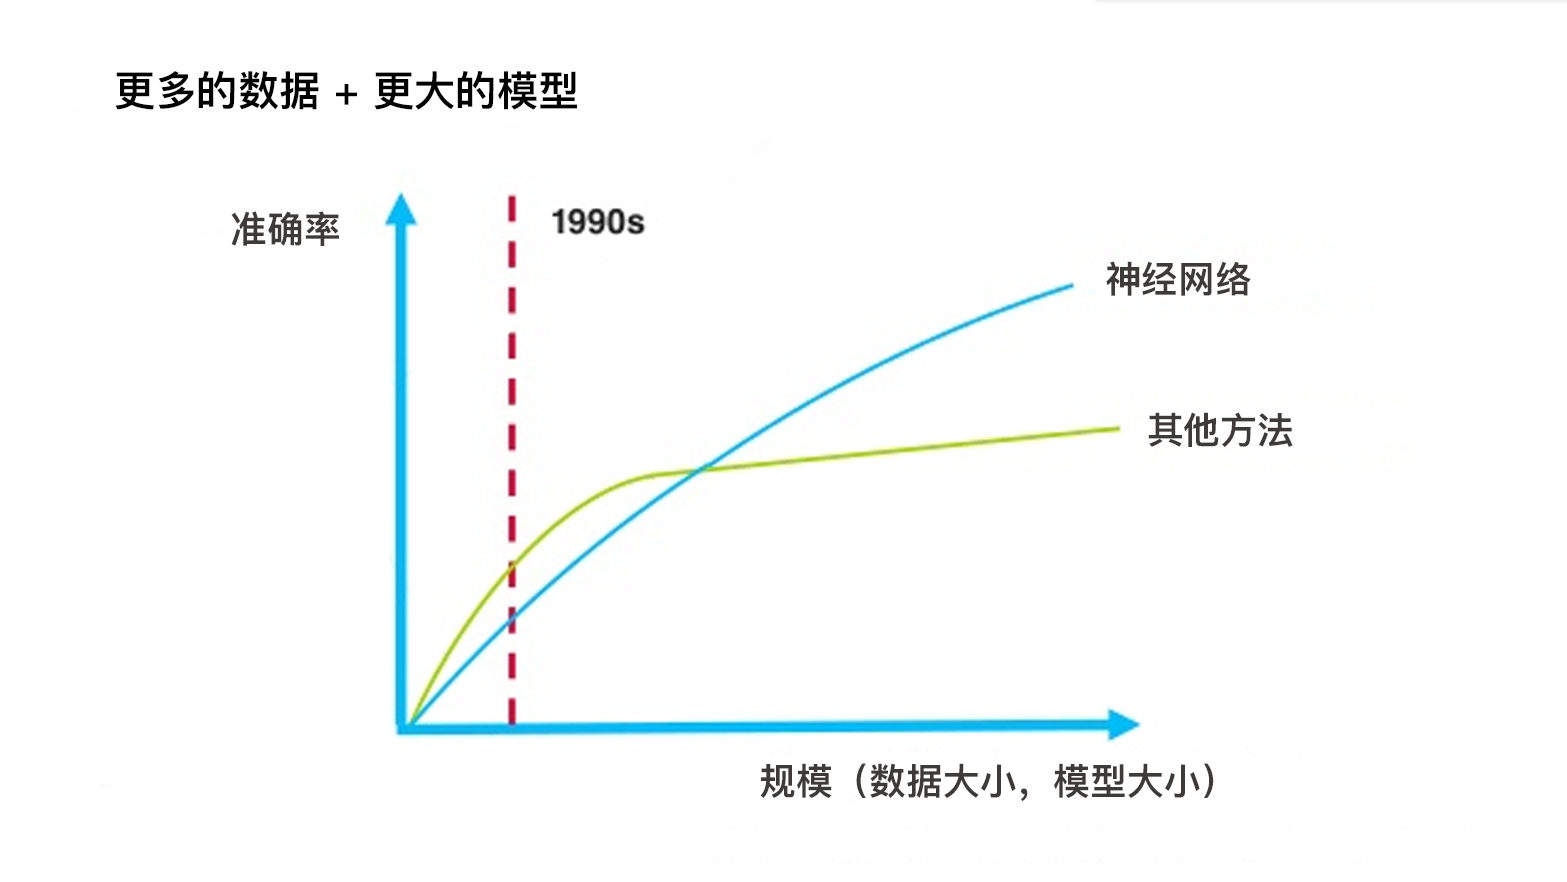 更多的数据 + 更大的模型
准确率
1990s
神经网络
其他方法
规模（数据大小，模型大小）